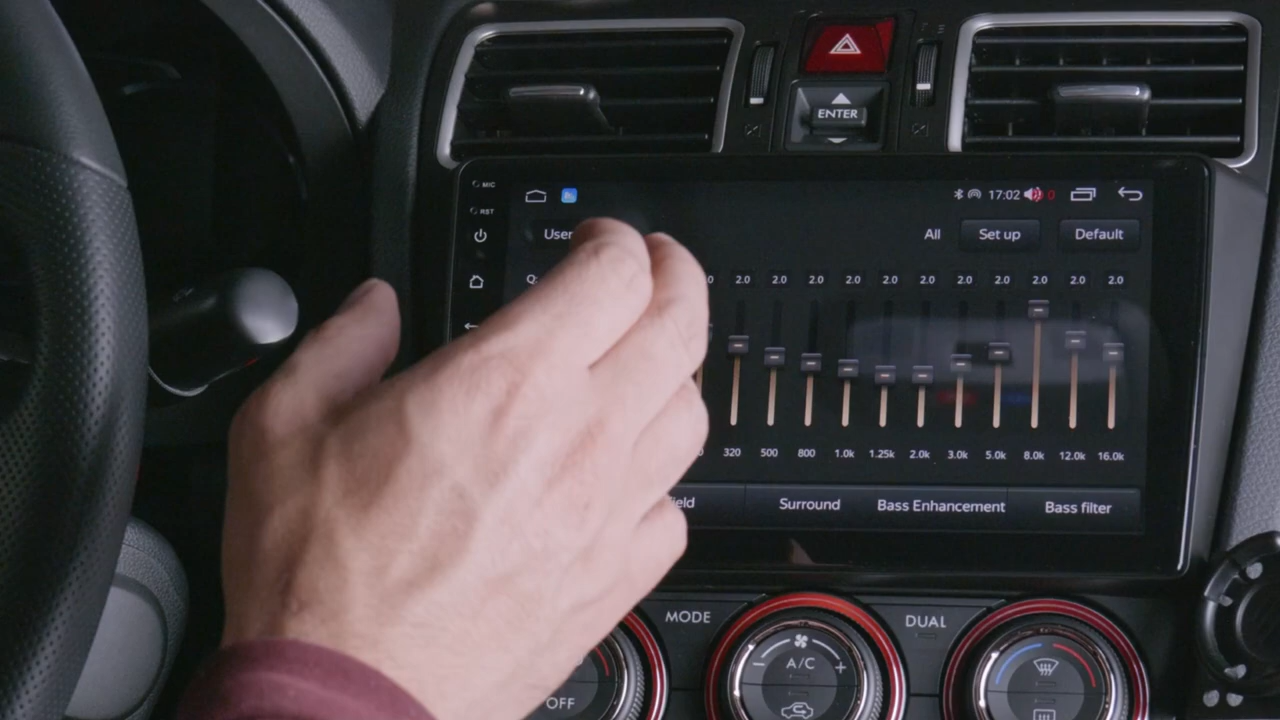 ENTER
MIC
17:02 0
RST
User
All Set up Default
Q:
0 2.0 2.0 2.0 2.0 2.0 2.0 2.0 2.0 2.0 2.0 2.0
320 500 800 1.0k 1.25k 2.0k 3.0k 5.0k 8.0k 12.0k 16.0k
Surround Bass Enhancement Bass filter
MODE DUAL
A/C
OFF